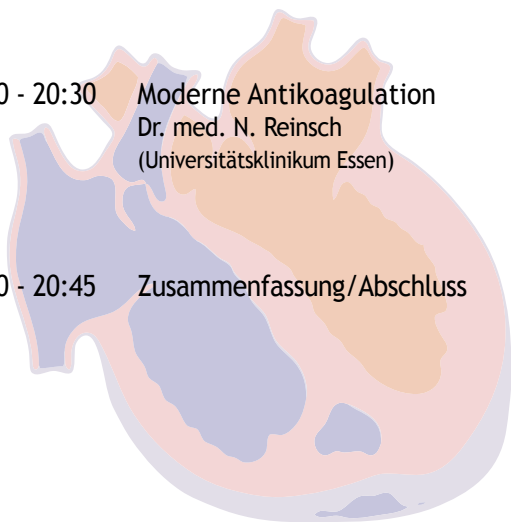 0 - 20:30 Moderne Antikoagulation
Dr. med. N. Reinsch
(Universitätsklinikum Essen)
0 - 20:45 Zusammenfassung/Abschluss